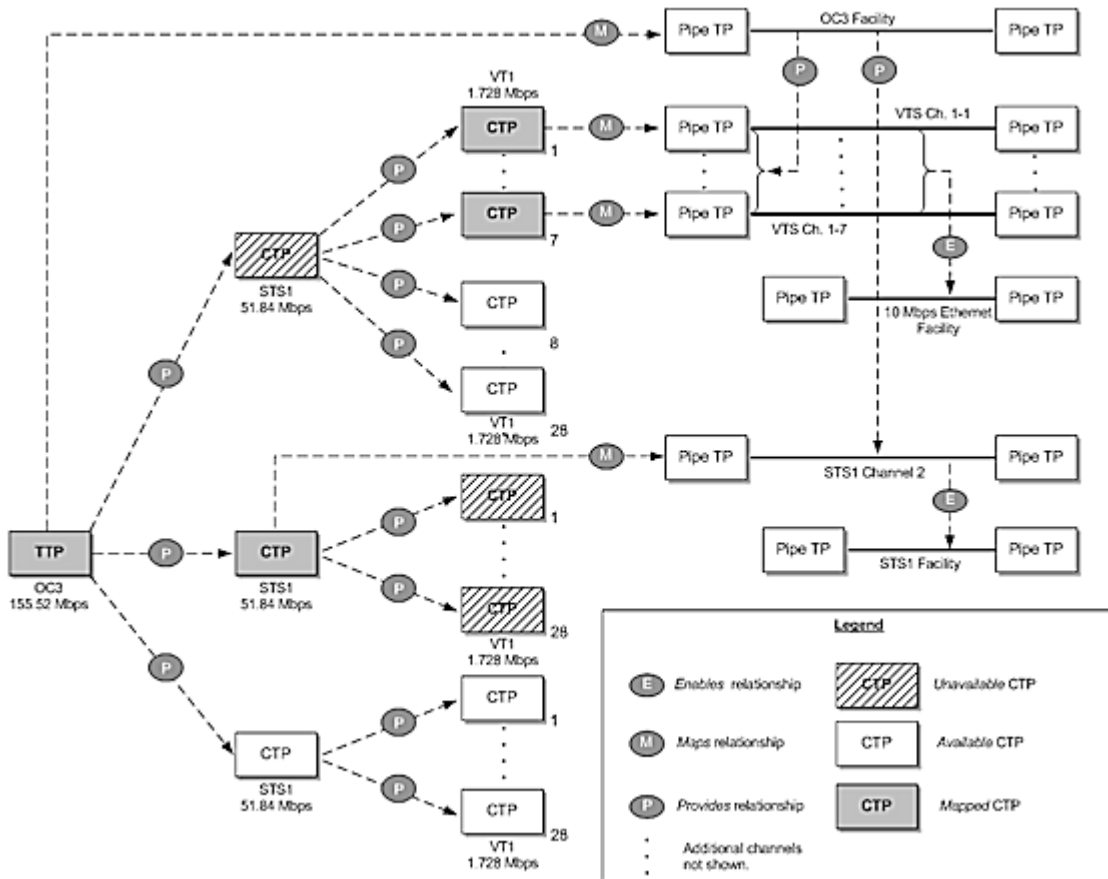 OC3 Facility
M
Pipe TP
Pipe TP
P
P
VT1
1.728 Mbps
VTS Ch. 1-1
CTP
M
Pipe TP
Pipe TP
1
P
P
CTP
M
Pipe TP
Pipe TP
7
VTS Ch. 1-7
CTP
E
STS1
51.84 Mbps
P
CTP
Pipe TP
Pipe TP
10 Mbps Ethernet
Facility
8
P
P
CTP
VT1
1.728 Mbps
28
M
Pipe TP
Pipe TP
STS1 Channel 2
CTP
1
E
P
TTP
P
CTP
Pipe TP
Pipe TP
STS1 Facility
OC3
155.52 Mbps
STS1
51.84 Mbps
P
CTP
28
VT1
1.728 Mbps
P
CTP
1
P
CTP
STS1
51.84 Mbps
P
CTP
28
VT1
1.728 Mbps
Legend
E
Enables relationship
CTP
Unavailable CTP
M
Maps relationship
CTP
Available CTP
P
Provides relationship
CTP
Mapped CTP
Additional channels
not shown.